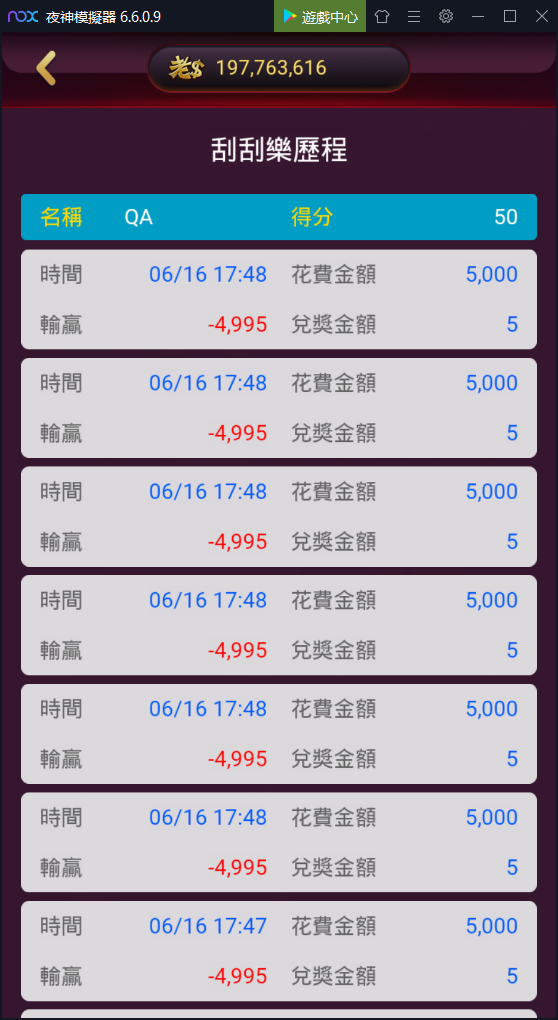 nox 夜神模擬器 6.6.0.9 遊戲中心
老$ 197,763,616
刮刮樂歷程
名稱 QA 得分 50
時間 06/16 17:48 花費金額 5,000
輸贏 -4,995 兌獎金額 5
時間 06/16 17:48 花費金額 5,000
輸贏 -4,995 兌獎金額 5
時間 06/16 17:48 花費金額 5,000
輸贏 -4,995 兌獎金額 5
時間 06/16 17:48 花費金額 5,000
輸贏 -4,995 兌獎金額 5
時間 06/16 17:48 花費金額 5,000
輸贏 -4,995 兌獎金額 5
時間 06/16 17:48 花費金額 5,000
輸贏 -4,995 兌獎金額 5
時間 06/16 17:47 花費金額 5,000
輸贏 -4,995 兌獎金額 5